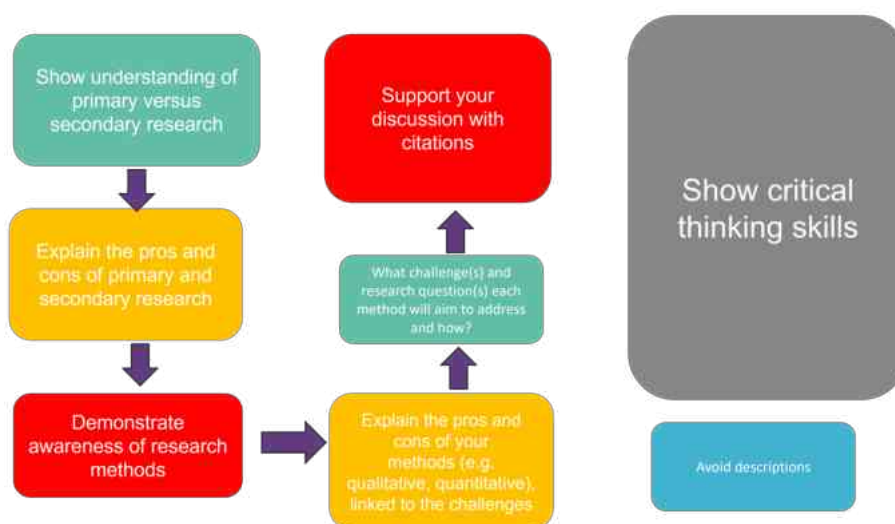 Show understanding of
primary versus
secondary research
Explain the pros and
cons of primary and
secondary research
Demonstrate
awareness of research
methods
Explain the pros and
cons of your
methods (e.g.
qualitative, quantitative),
linked to the challenges
What challenge(s) and
research question(s) each
method will aim to address
and how?
Support your
discussion with
citations
Show critical
thinking skills
Avoid descriptions